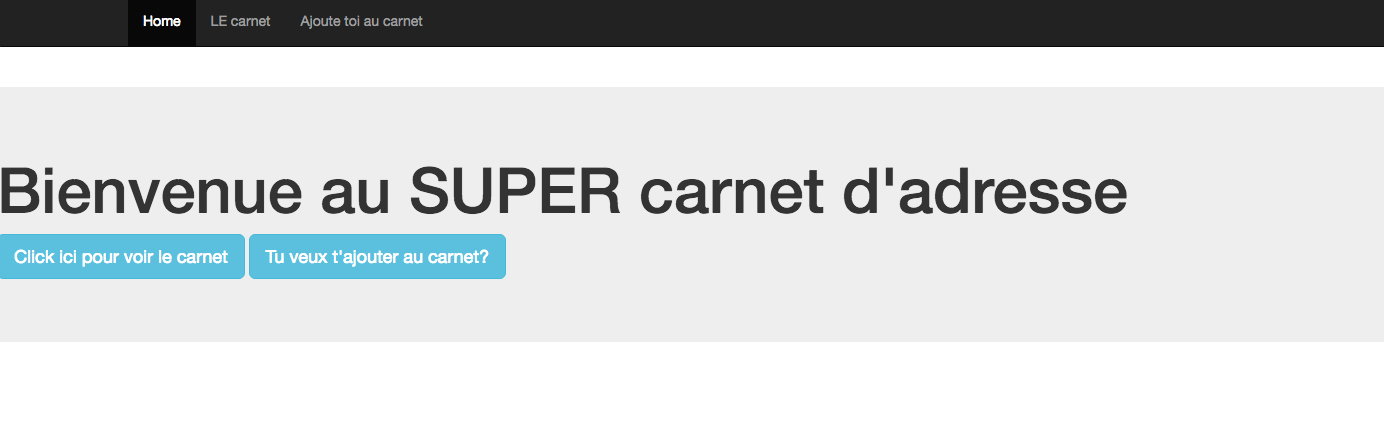 Home LE carnet Ajoute toi au carnet
Bienvenue au SUPER carnet d'adresse
Click ici pour voir le carnet Tu veux t'ajouter au carnet?